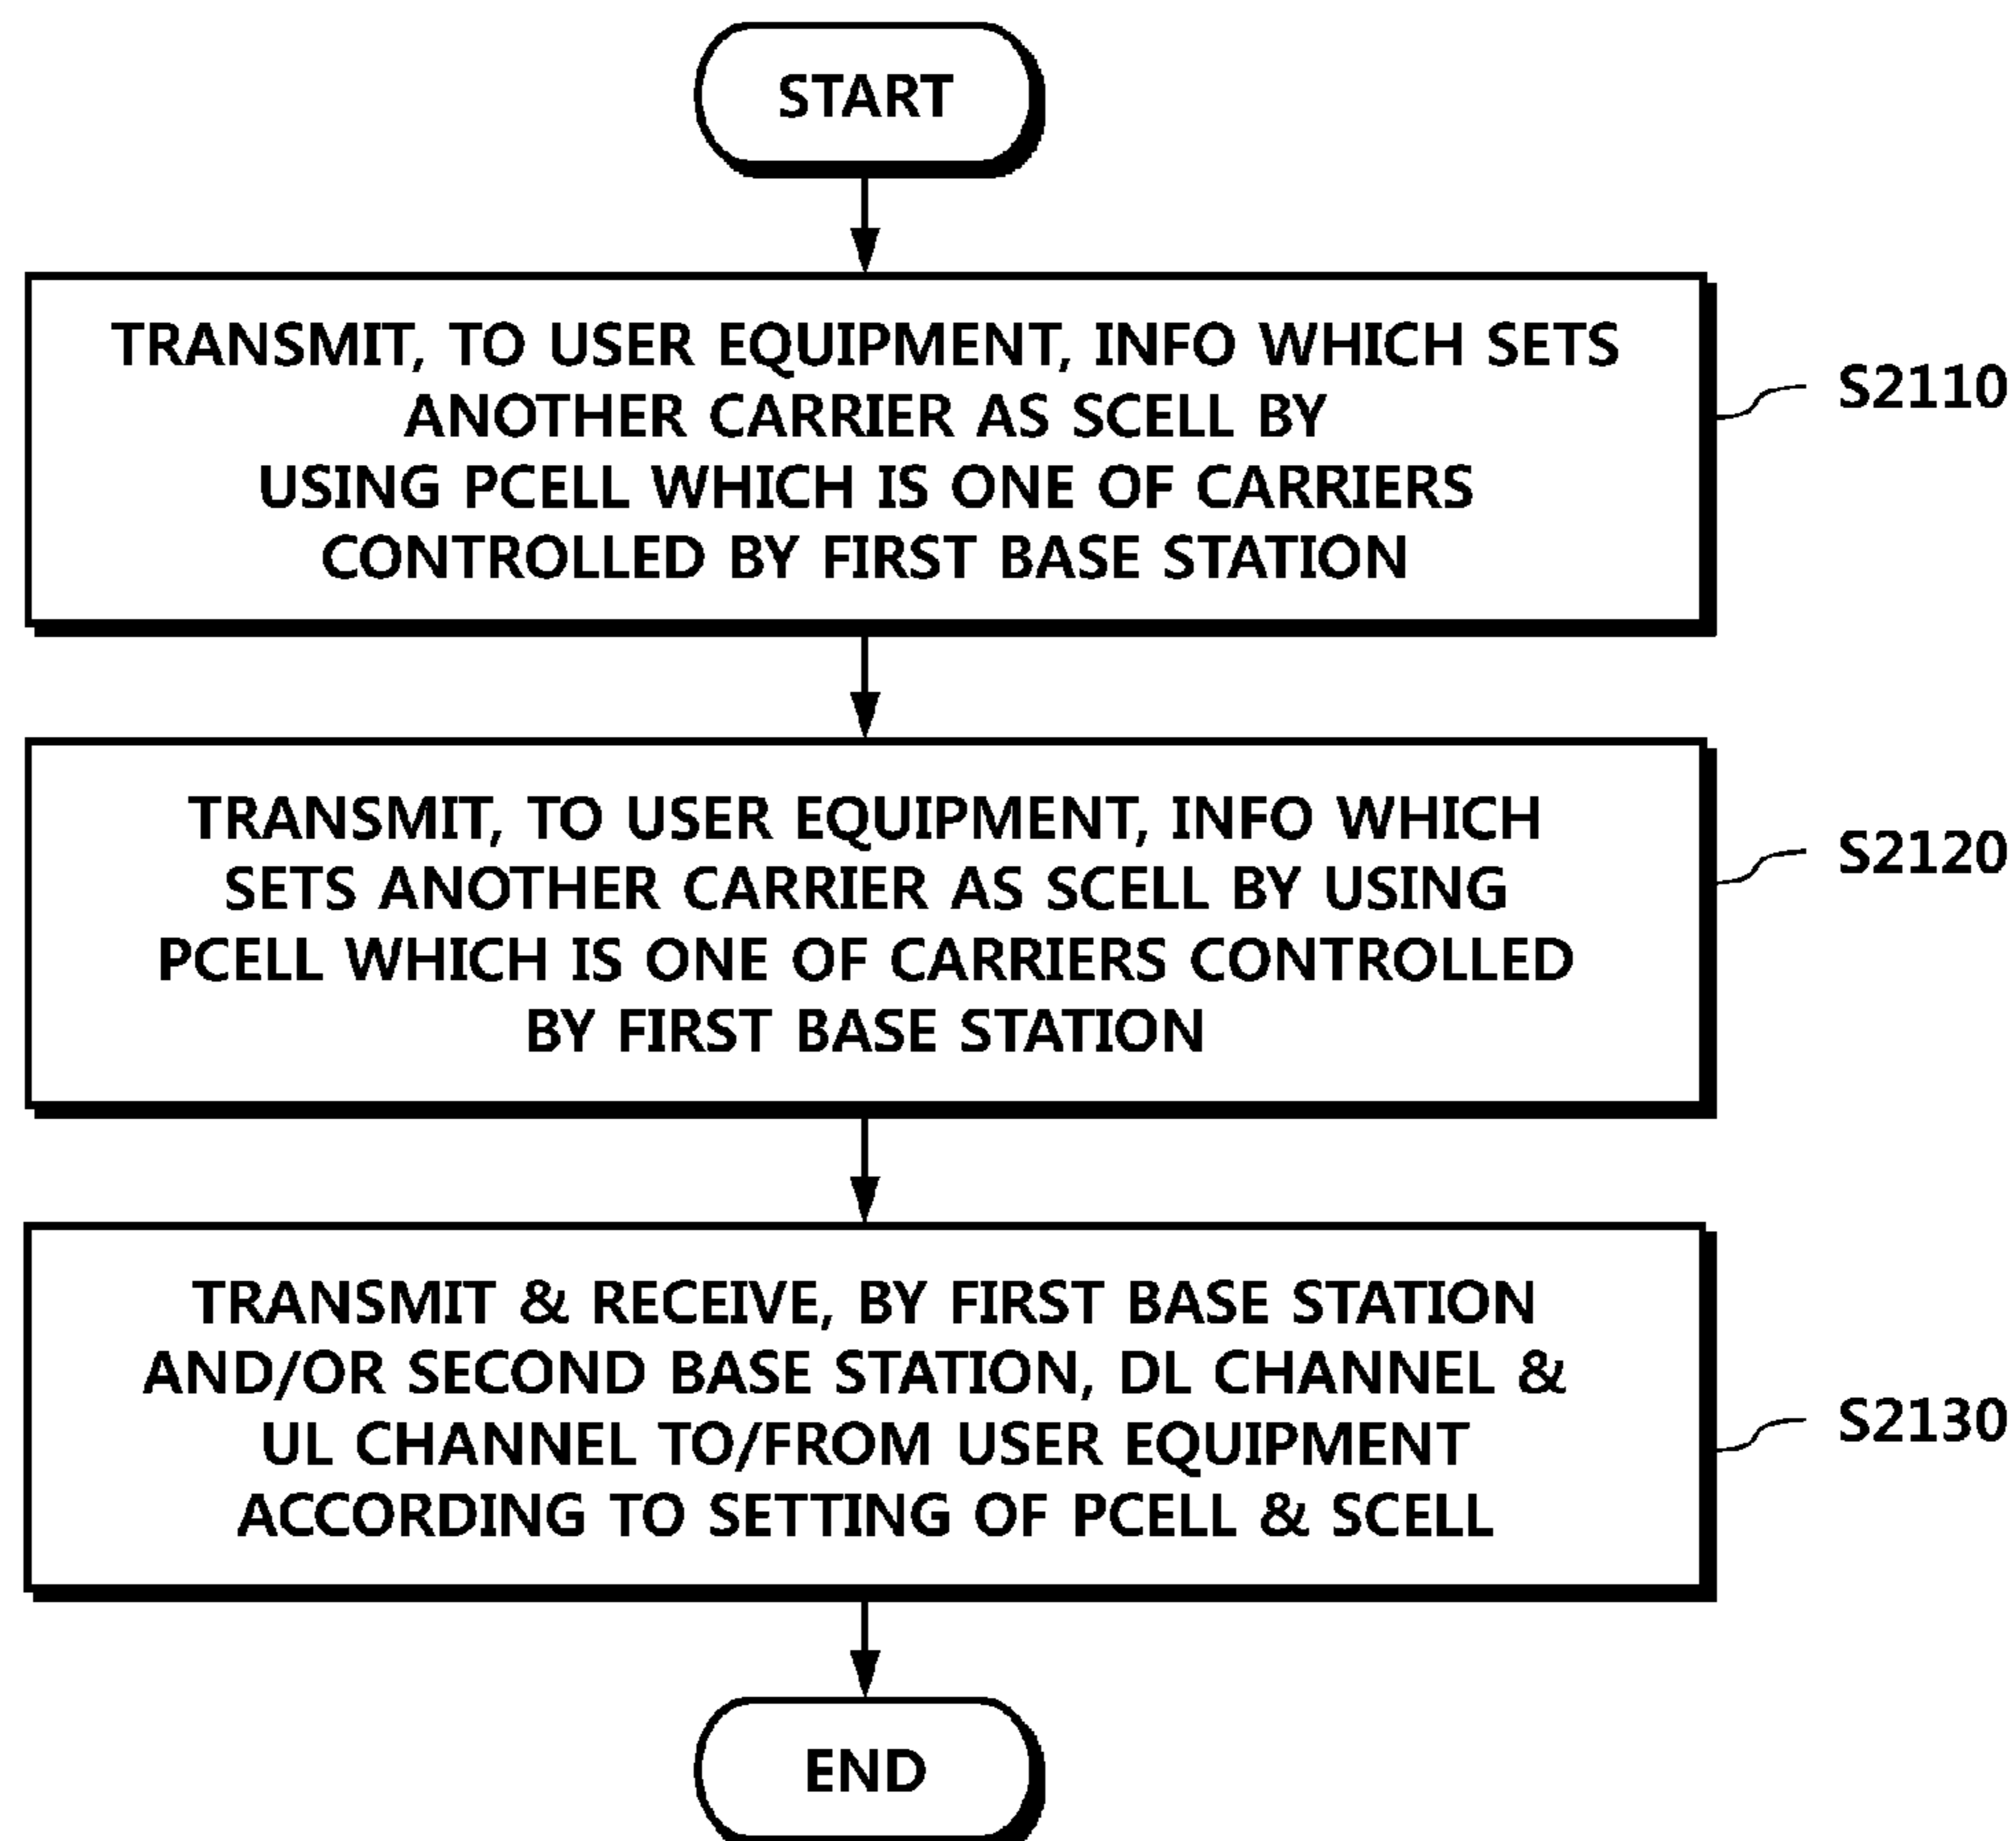 START
TRANSMIT, TO USER EQUIPMENT, INFO WHICH SETS
ANOTHER CARRIER AS SCELL BY
USING PCELL WHICH IS ONE OF CARRIERS
CONTROLLED BY FIRST BASE STATION
S2110
TRANSMIT, TO USER EQUIPMENT, INFO WHICH
SETS ANOTHER CARRIER AS SCELL BY USING
PCELL WHICH IS ONE OF CARRIERS CONTROLLED
BY FIRST BASE STATION
S2120
TRANSMIT & RECEIVE, BY FIRST BASE STATION
AND/OR SECOND BASE STATION, DL CHANNEL &
UL CHANNEL TO/FROM USER EQUIPMENT
ACCORDING TO SETTING OF PCELL & SCELL
S2130
END